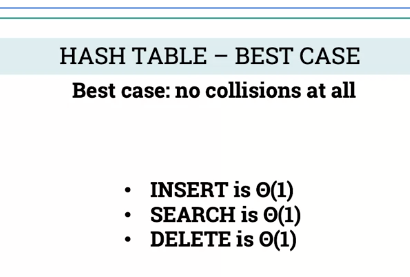 HASH TABLE – BEST CASE
Best case: no collisions at all
• INSERT is Θ(1)
• SEARCH is Θ(1)
• DELETE is Θ(1)